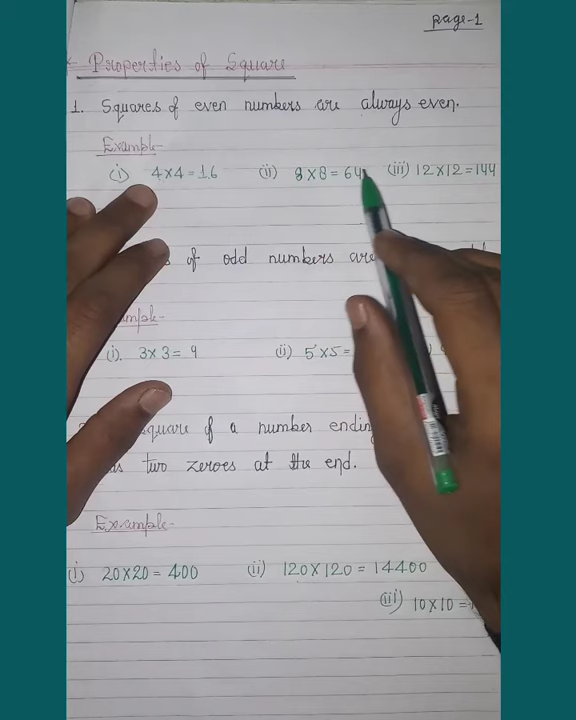 page-1
Properties of Square
1. Squares of even numbers are always even.
Example-
(i) 4×4=16 (ii) 8×8=64 (iii) 12×12=144
of odd numbers are
(i). 3×3=9 (ii) 5×5=
square of a number ending
two zeroes at the end.
Example-
(i) 20×20=400 (ii) 120×120=14400
(iii) 10×10=